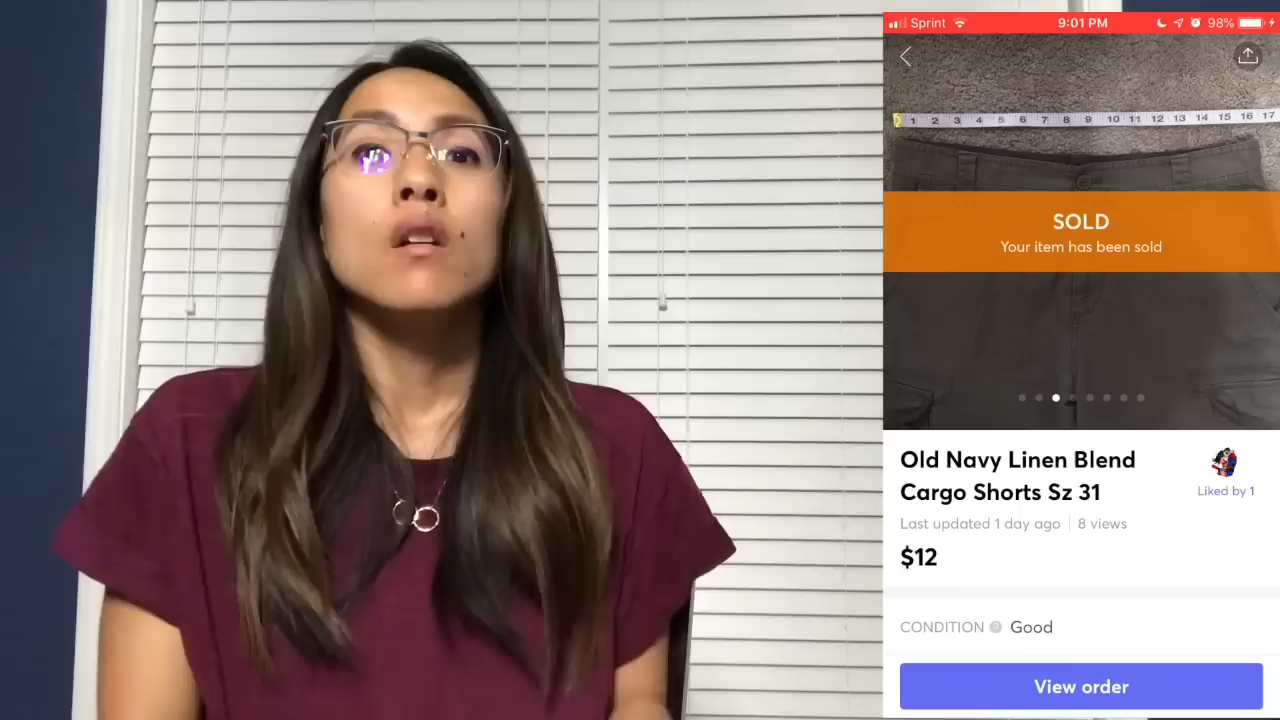 Sprint 9:01 PM 98%
1 2 3 4 5 6 7 8 9 10 11 12 13 14 15 16 17
SOLD
Your item has been sold
Old Navy Linen Blend
Cargo Shorts Sz 31
Liked by 1
Last updated 1 day ago 8 views
$12
CONDITION ? Good
View order